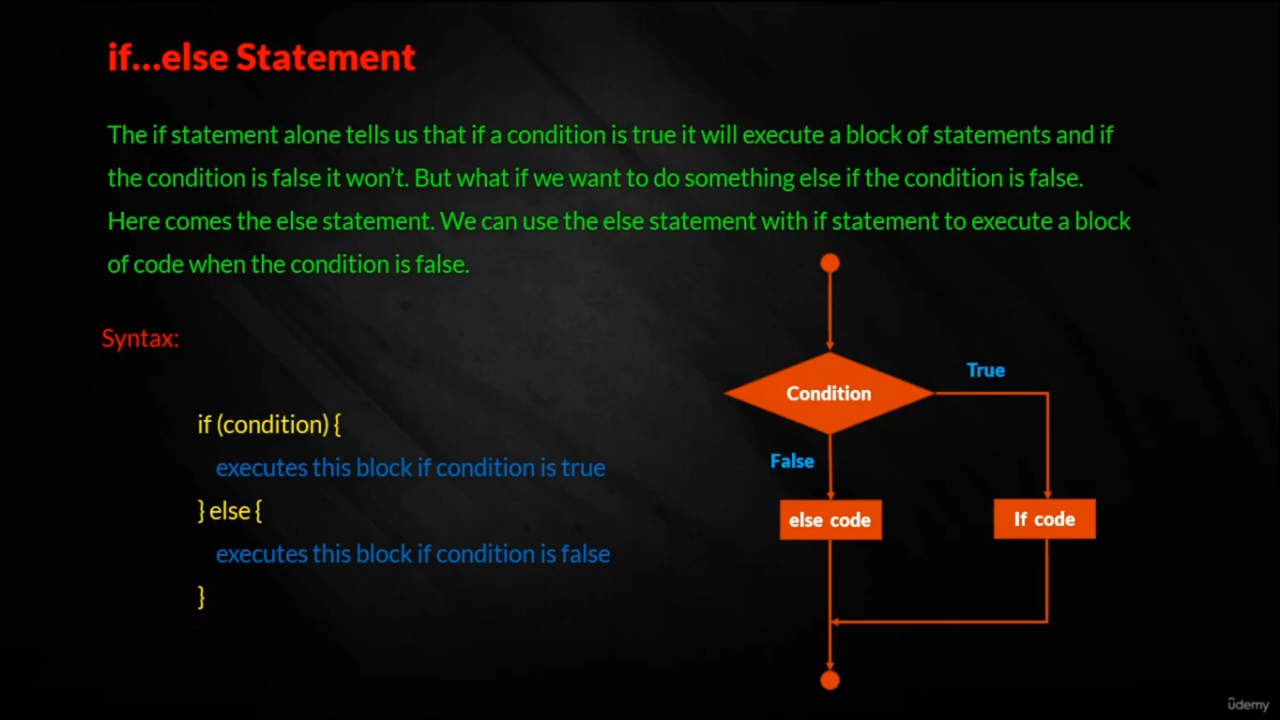 if...else Statement
The if statement alone tells us that if a condition is true it will execute a block of statements and if
the condition is false it won't. But what if we want to do something else if the condition is false.
Here comes the else statement. We can use the else statement with if statement to execute a block
of code when the condition is false.
Syntax:
if (condition) {
executes this block if condition is true
} else {
executes this block if condition is false
}
Condition
True
False
else code
If code
ûdemy